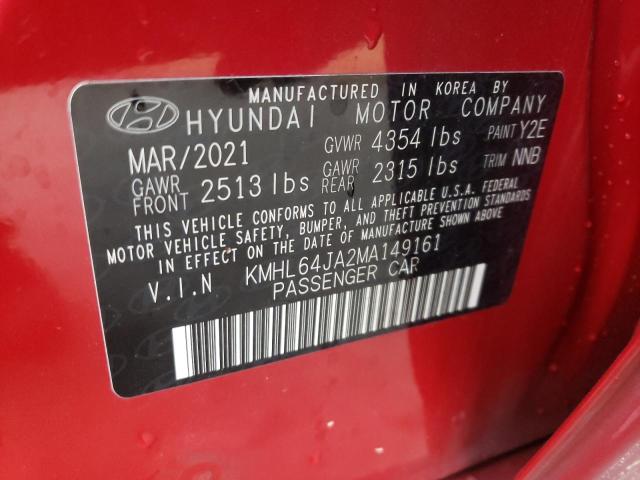 MANUFACTURED IN KOREA BY
HYUNDAI MOTOR COMPANY
MAR/2021 GVWR 4354 lbs PAINT Y2E
GAWR FRONT 2513 lbs GAWR REAR 2315 lbs TRIM NNB
THIS VEHICLE CONFORMS TO ALL APPLICABLE U.S.A. FEDERAL
MOTOR VEHICLE SAFETY, BUMPER, AND THEFT PREVENTION STANDARDS
IN EFFECT ON THE DATE OF MANUFACTURE SHOWN ABOVE.
V.I.N KMHL64JA2MA149161
PASSENGER CAR